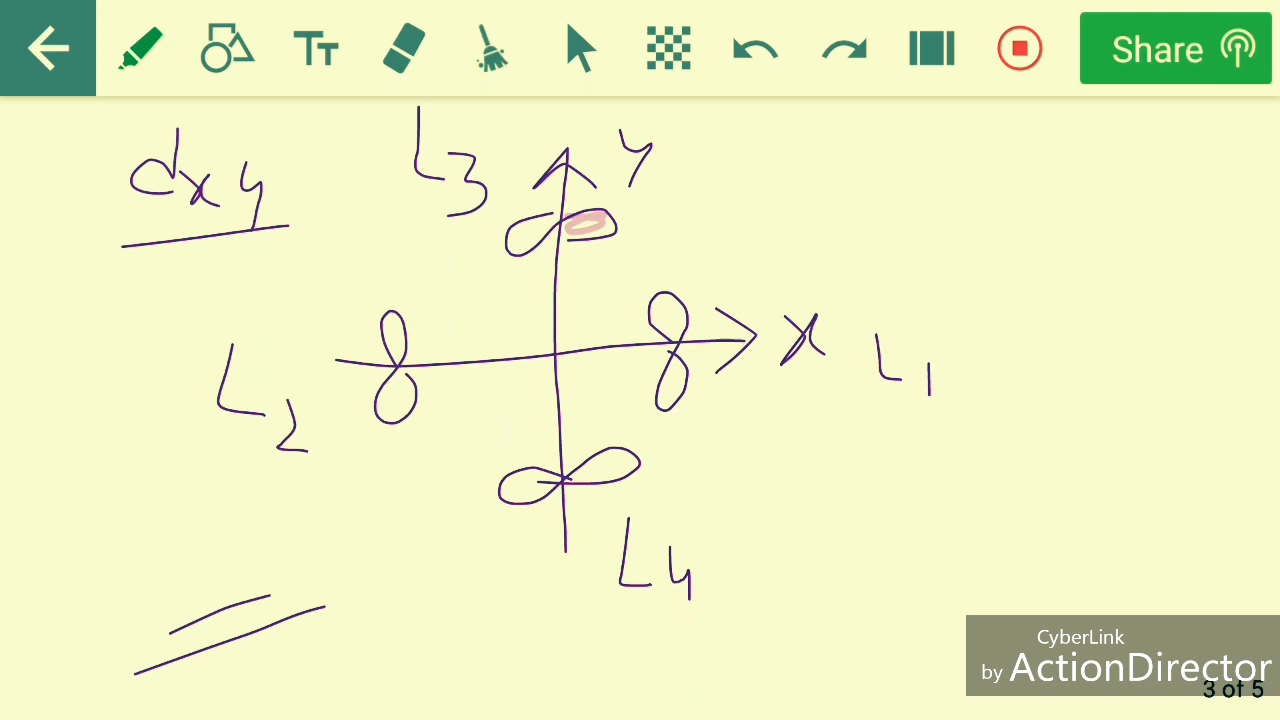 Share
dxy
L3
y
x
L1
L2
L4
CyberLink
by ActionDirector
3 of 5